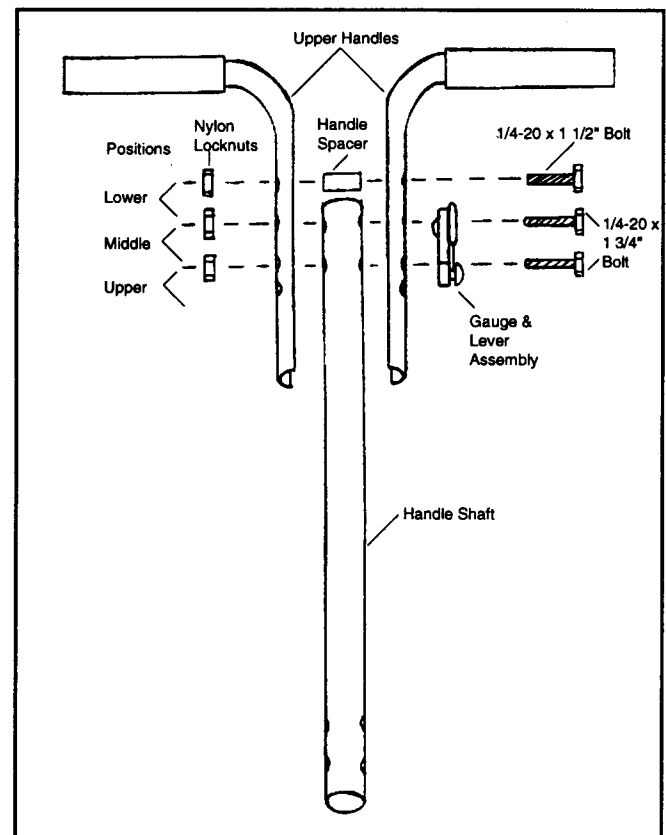 Upper Handles
Nylon
Locknuts
Handle
Spacer
1/4-20 x 1 1/2" Bolt
Positions
Lower
Middle
Upper
1/4-20 x
1 3/4"
Bolt
Gauge &
Lever
Assembly
Handle Shaft